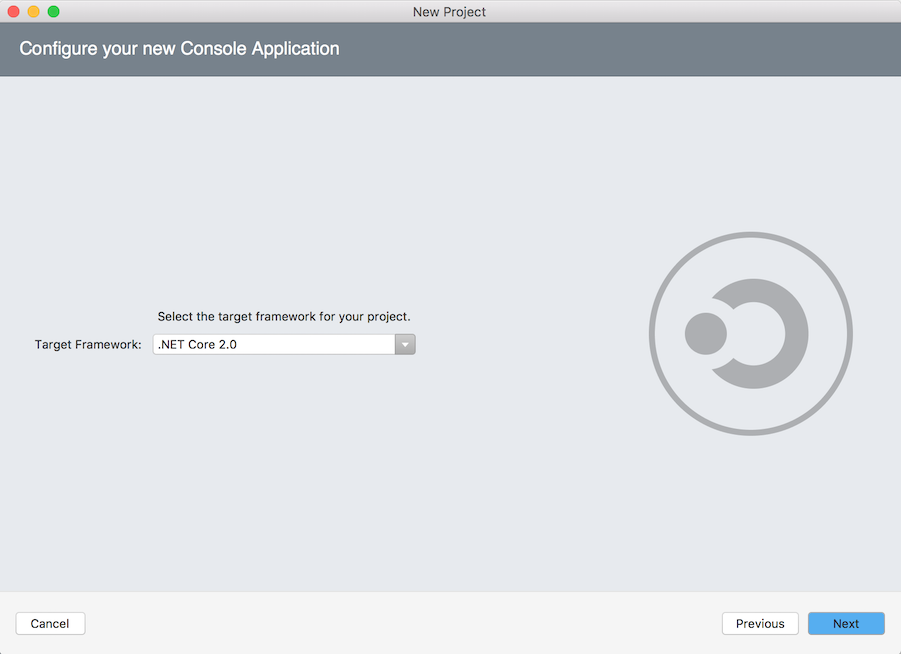 New Project
Configure your new Console Application
Select the target framework for your project.
Target Framework: .NET Core 2.0
Cancel Previous Next